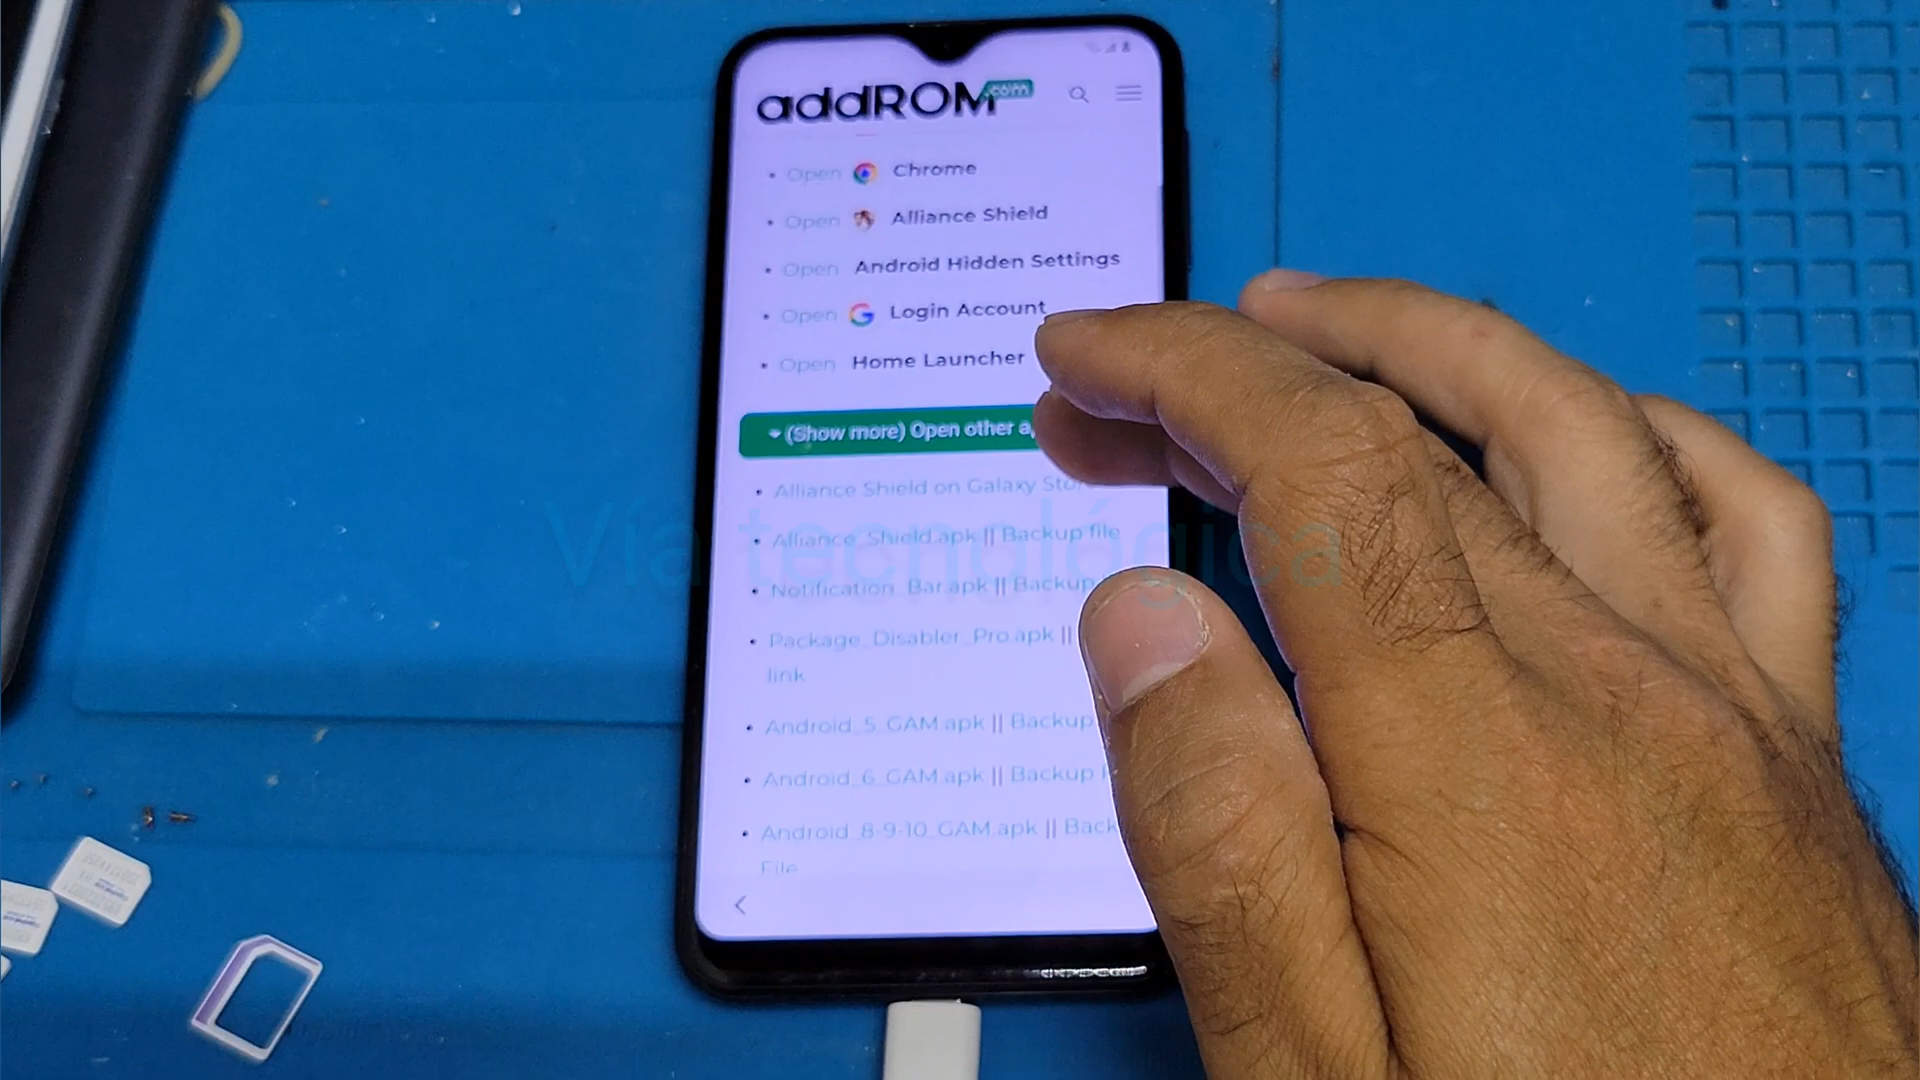 addROM.com
Open Chrome
Open Alliance Shield
Open Android Hidden Settings
Open Login Account
Open Home Launcher
(Show more) Open other
Alliance Shield on Galaxy
Alliance_Shield.apk || Backup file
Notification_Bar.apk || Backup
Package_Disabler_Pro.apk ||
link
Android_5_GAM.apk || Backup
Android_6_GAM.apk || Backup
Android_8-9-10_GAM.apk ||
File
Vía tecnológica